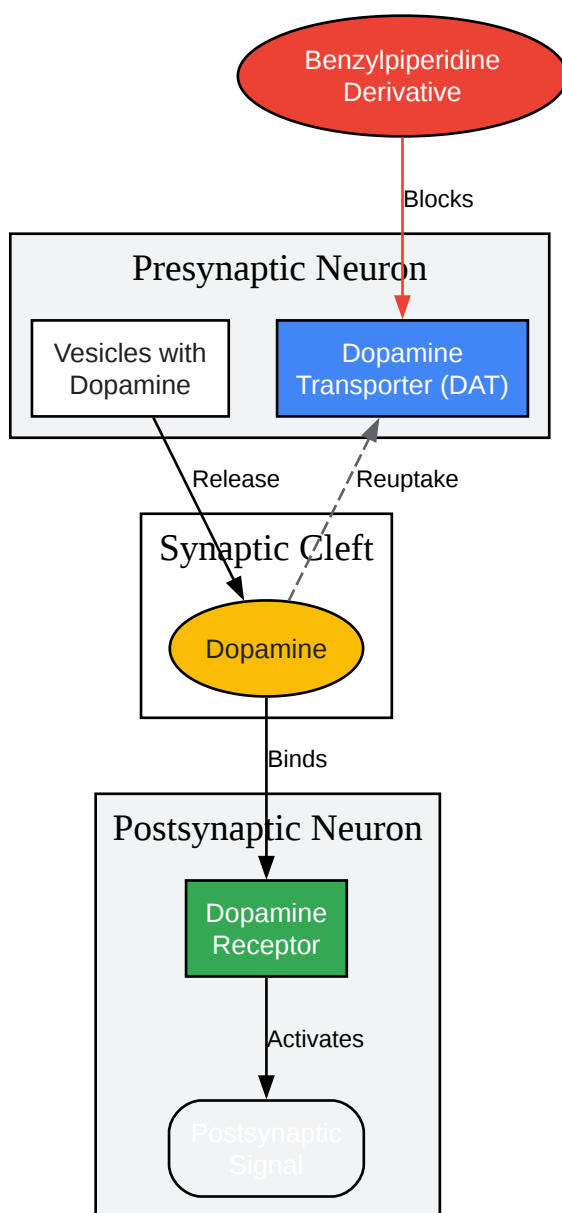 Benzylpiperidine
Derivative
Blocks
Presynaptic Neuron
Vesicles with
Dopamine
Dopamine
Transporter (DAT)
Release
Reuptake
Synaptic Cleft
Dopamine
Binds
Postsynaptic Neuron
Dopamine
Receptor
Activates
Postsynaptic
Signal